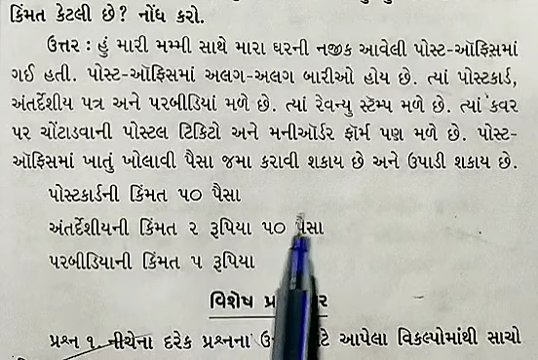 કિંમત કેટલી છે? નોંધ કરો.
ઉત્તર : હું મારી મમ્મી સાથે મારા ઘરની નજીક આવેલી પોસ્ટ-ઑફિસમાં
ગઈ હતી. પોસ્ટ-ઑફિસમાં અલગ-અલગ બારીઓ હોય છે. ત્યાં પોસ્ટકાર્ડ,
અંતર્દેશીય પત્ર અને પરબીડિયાં મળે છે. ત્યાં રેવન્યુ સ્ટૅમ્પ મળે છે. ત્યાં કવર
પર ચોંટાડવાની પોસ્ટલ ટિકિટો અને મનીઑર્ડર ફૉર્મ પણ મળે છે. પોસ્ટ-
ઑફિસમાં ખાતું ખોલાવી પૈસા જમા કરાવી શકાય છે અને ઉપાડી શકાય છે.
પોસ્ટકાર્ડની કિંમત ૫૦ પૈસા
અંતર્દેશીયની કિંમત ૨ રૂપિયા ૫૦ પૈસા
પરબીડિયાની કિંમત ૫ રૂપિયા
વિશેષ
પ્રશ્ન ૧. નીચેના દરેક પ્રશ્નના આપેલા વિકલ્પોમાંથી સાચો